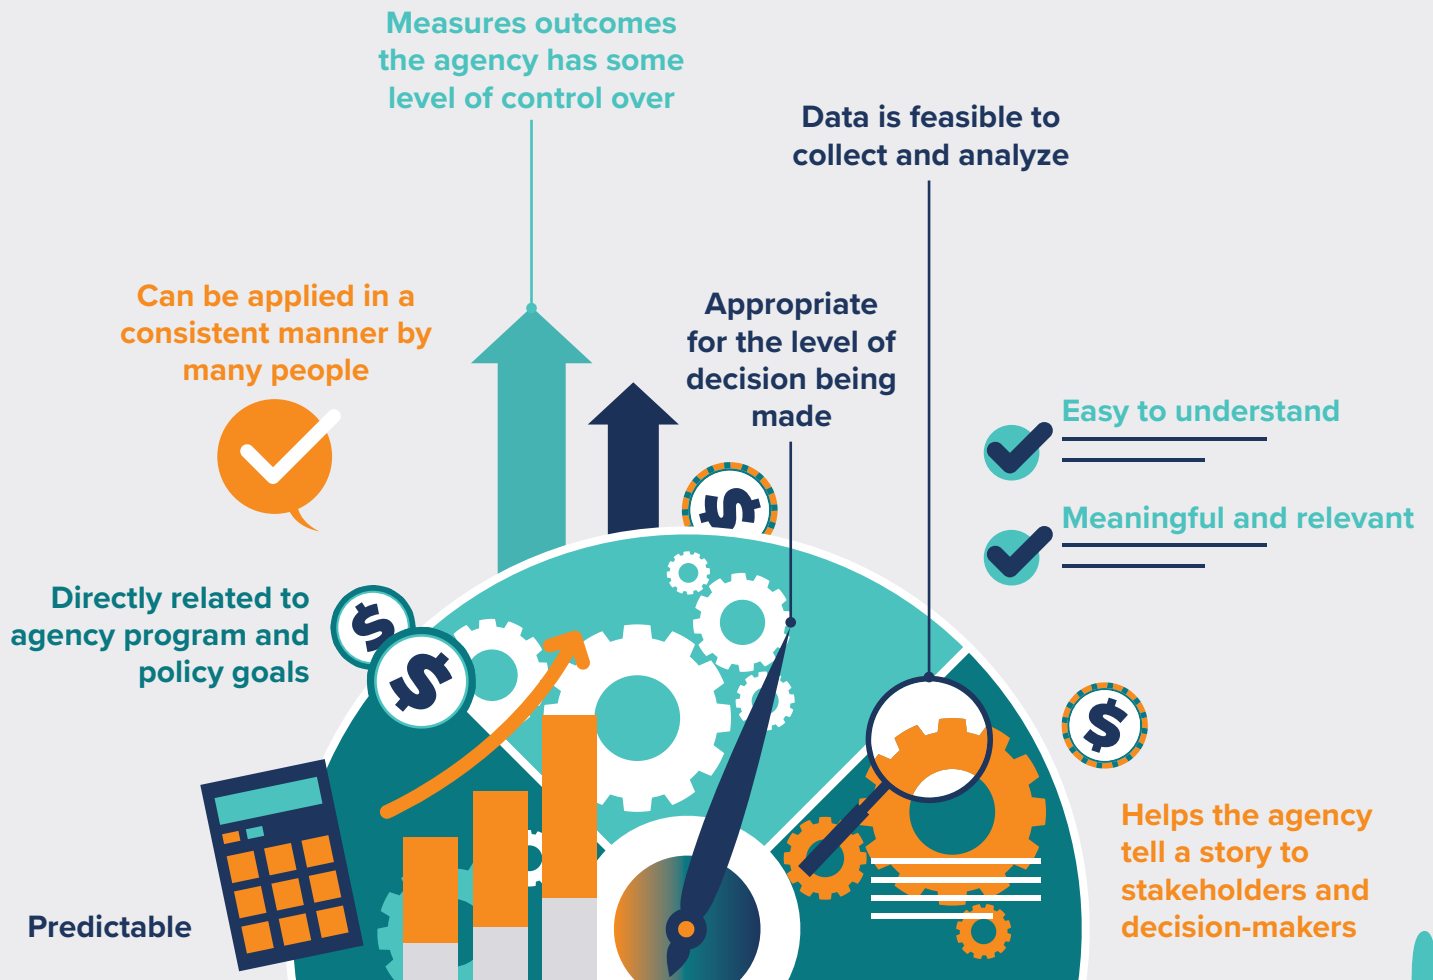 Measures outcomes
the agency has some
level of control over
Data is feasible to
collect and analyze
Can be applied in a
consistent manner by
many people
Appropriate
for the level of
decision being
made
Easy to understand
Meaningful and relevant
Directly related to
agency program and
policy goals
$
$
$
$
Helps the agency
tell a story to
stakeholders and
decision-makers
Predictable